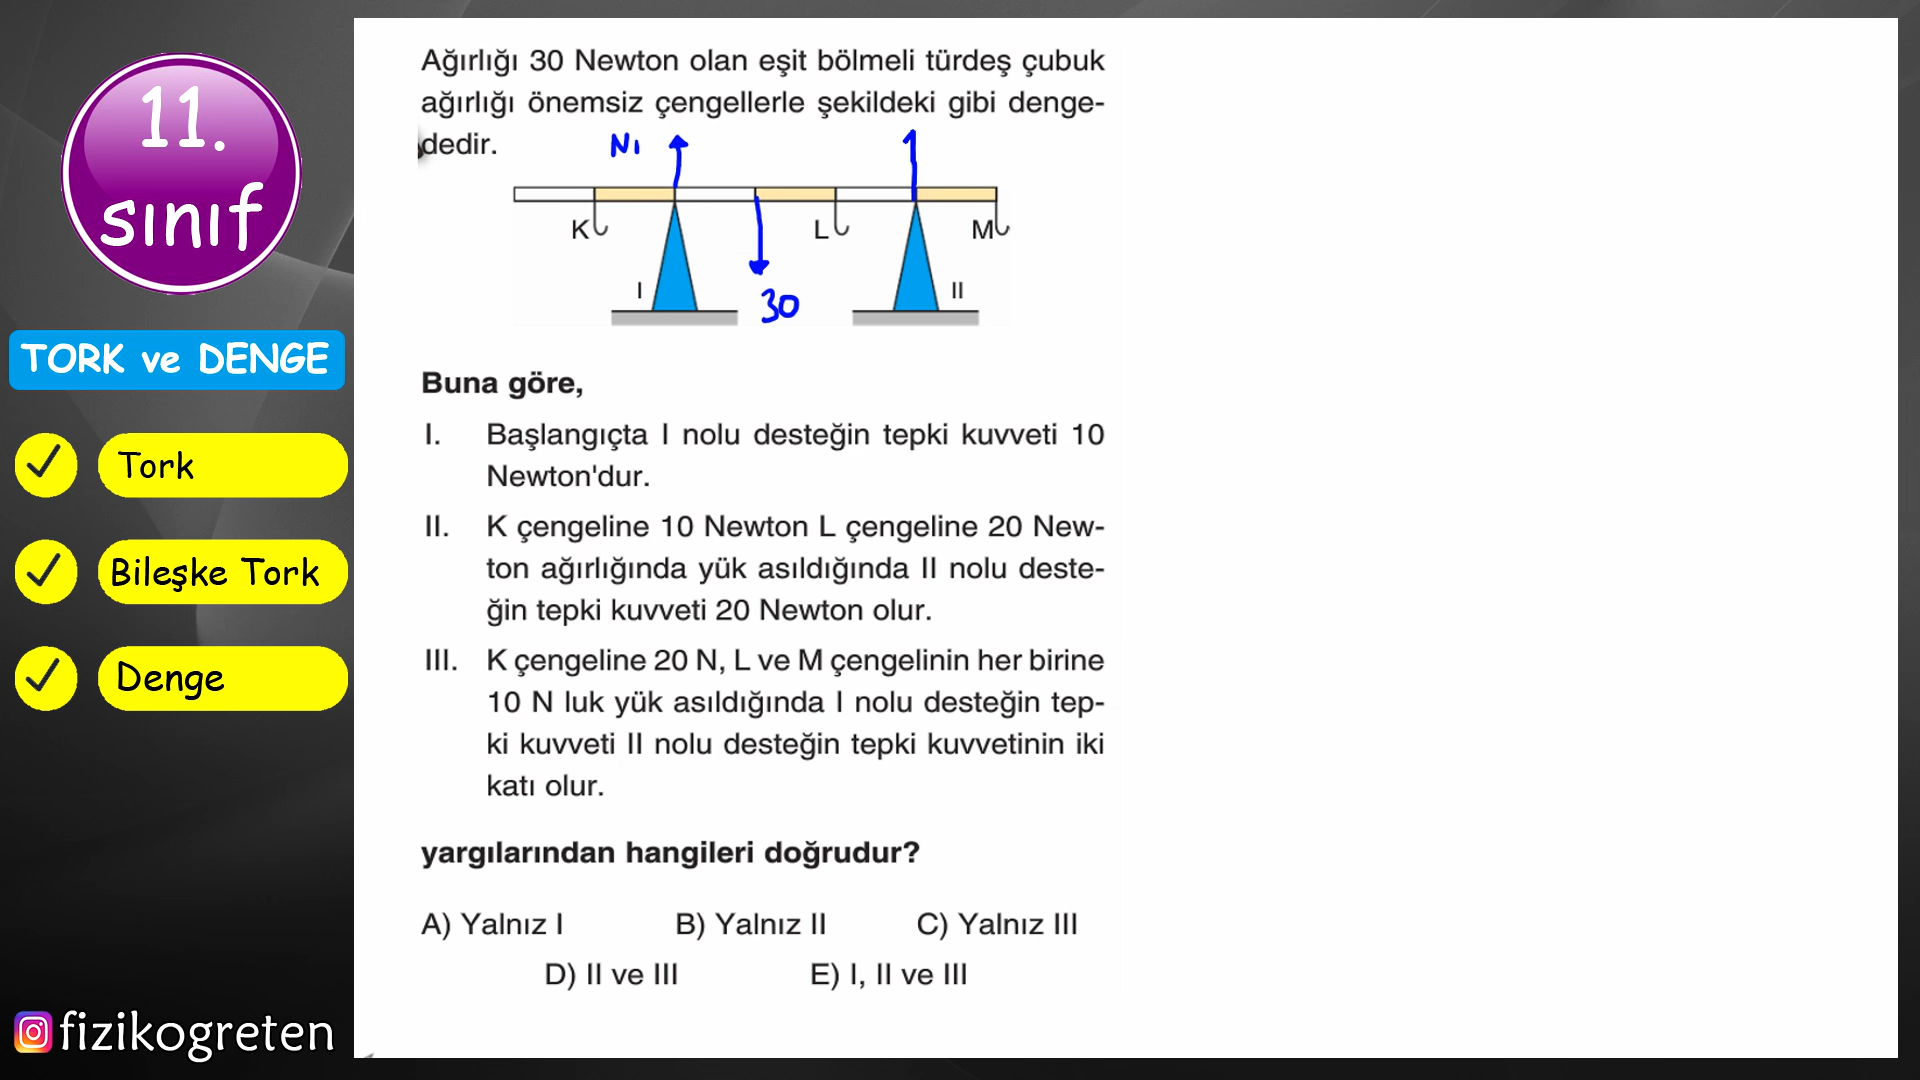 11.
sınıf
TORK ve DENGE
Tork
Bileşke Tork
Denge
fizikogreten
Ağırlığı 30 Newton olan eşit bölmeli türdeş çubuk
ağırlığı önemsiz çengellerle şekildeki gibi denge-
dedir.
N1
K
L
M
I
II
30
Buna göre,
I. Başlangıçta I nolu desteğin tepki kuvveti 10
Newton'dur.
II. K çengeline 10 Newton L çengeline 20 New-
ton ağırlığında yük asıldığında II nolu deste-
ğin tepki kuvveti 20 Newton olur.
III. K çengeline 20 N, L ve M çengelinin her birine
10 N luk yük asıldığında I nolu desteğin tep-
ki kuvveti II nolu desteğin tepki kuvvetinin iki
katı olur.
yargılarından hangileri doğrudur?
A) Yalnız I B) Yalnız II C) Yalnız III
D) II ve III E) I, II ve III